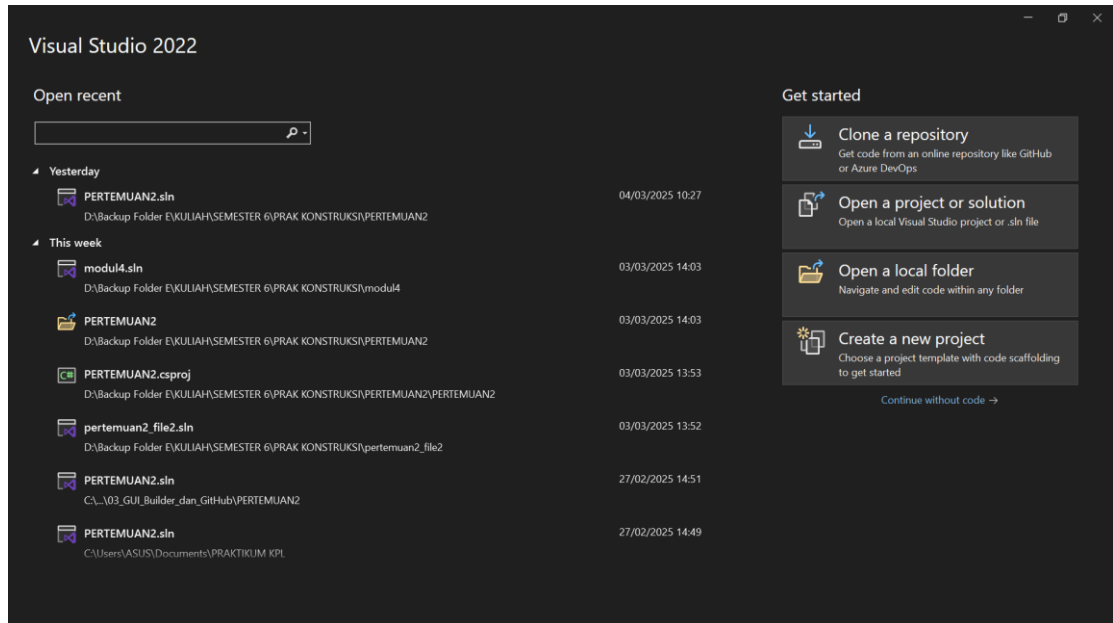 Visual Studio 2022
Open recent
Yesterday
PERTEMUAN2.sln
04/03/2025 10:27
D:\Backup Folder E\KULIAH\SEMESTER 6\PRAK KONSTRUKSI\PERTEMUAN2
This week
modul4.sln
03/03/2025 14:03
D:\Backup Folder E\KULIAH\SEMESTER 6\PRAK KONSTRUKSI\modul4
PERTEMUAN2
03/03/2025 14:03
D:\Backup Folder E\KULIAH\SEMESTER 6\PRAK KONSTRUKSI\PERTEMUAN2
C#
PERTEMUAN2.csproj
03/03/2025 13:53
D:\Backup Folder E\KULIAH\SEMESTER 6\PRAK KONSTRUKSI\PERTEMUAN2\PERTEMUAN2
pertemuan2_file2.sln
03/03/2025 13:52
D:\Backup Folder E\KULIAH\SEMESTER 6\PRAK KONSTRUKSI\pertemuan2_file2
PERTEMUAN2.sln
27/02/2025 14:51
C:\...\03_GUI_Builder_dan_GitHub\PERTEMUAN2
PERTEMUAN2.sln
27/02/2025 14:49
C:\Users\ASUS\Documents\PRAKTIKUM KPL
Get started
Clone a repository
Get code from an online repository like GitHub
or Azure DevOps
Open a project or solution
Open a local Visual Studio project or .sln file
Open a local folder
Navigate and edit code within any folder
Create a new project
Choose a project template with code scaffolding
to get started
Continue without code →